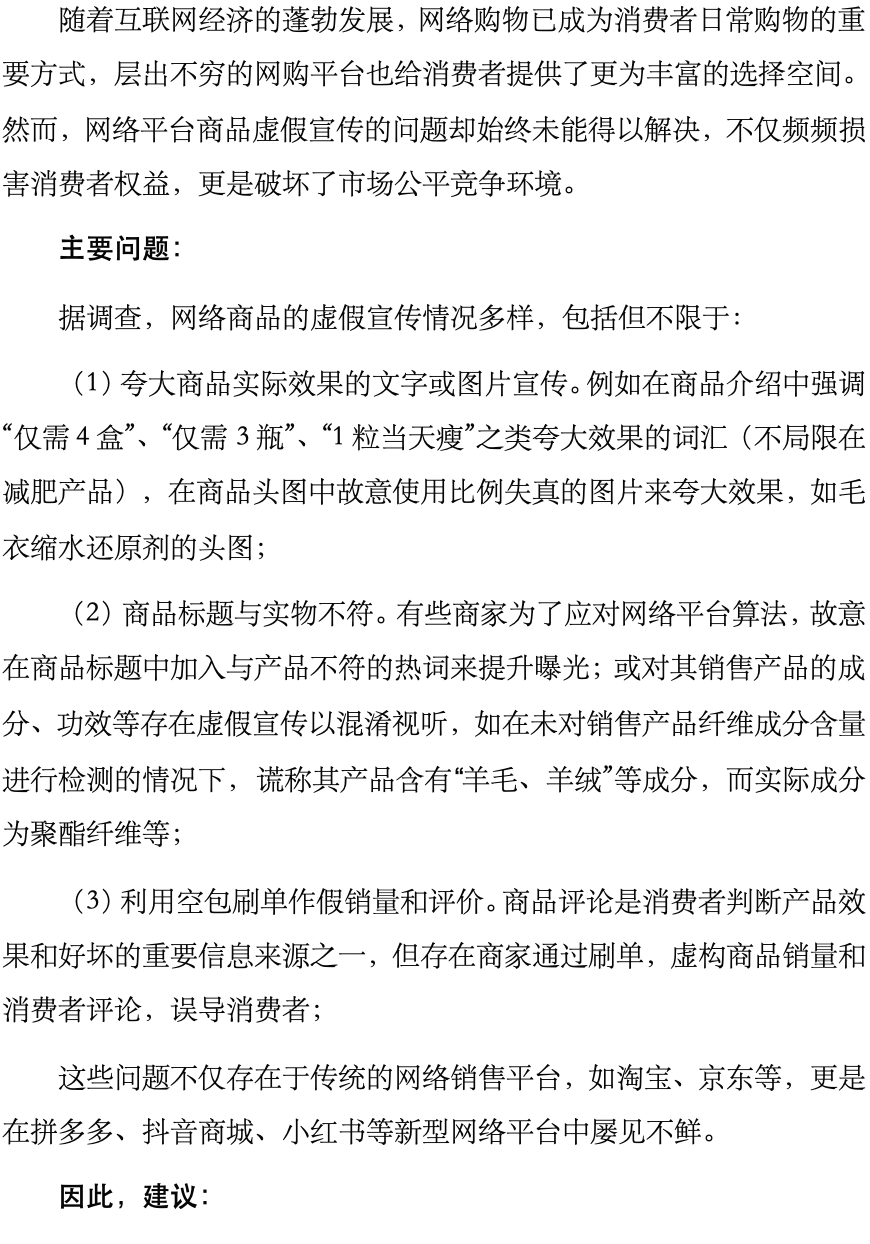 随着互联网经济的蓬勃发展，网络购物已成为消费者日常购物的重
要方式，层出不穷的网购平台也给消费者提供了更为丰富的选择空间。
然而，网络平台商品虚假宣传的问题却始终未能得以解决，不仅频频损
害消费者权益，更是破坏了市场公平竞争环境。
主要问题：
据调查，网络商品的虚假宣传情况多样，包括但不限于：
（1）夸大商品实际效果的文字或图片宣传。例如在商品介绍中强调
“仅需 4 盒”、“仅需 3 瓶”、“1 粒当天瘦”之类夸大效果的词汇（不局限在
减肥产品），在商品头图中故意使用比例失真的图片来夸大效果，如毛
衣缩水还原剂的头图；
（2）商品标题与实物不符。有些商家为了应对网络平台算法，故意
在商品标题中加入与产品不符的热词来提升曝光；或对其销售产品的成
分、功效等存在虚假宣传以混淆视听，如在未对销售产品纤维成分含量
进行检测的情况下，谎称其产品含有“羊毛、羊绒”等成分，而实际成分
为聚酯纤维等；
（3）利用空包刷单作假销量和评价。商品评论是消费者判断产品效
果和好坏的重要信息来源之一，但存在商家通过刷单，虚构商品销量和
消费者评论，误导消费者；
这些问题不仅存在于传统的网络销售平台，如淘宝、京东等，更是
在拼多多、抖音商城、小红书等新型网络平台中屡见不鲜。
因此，建议：